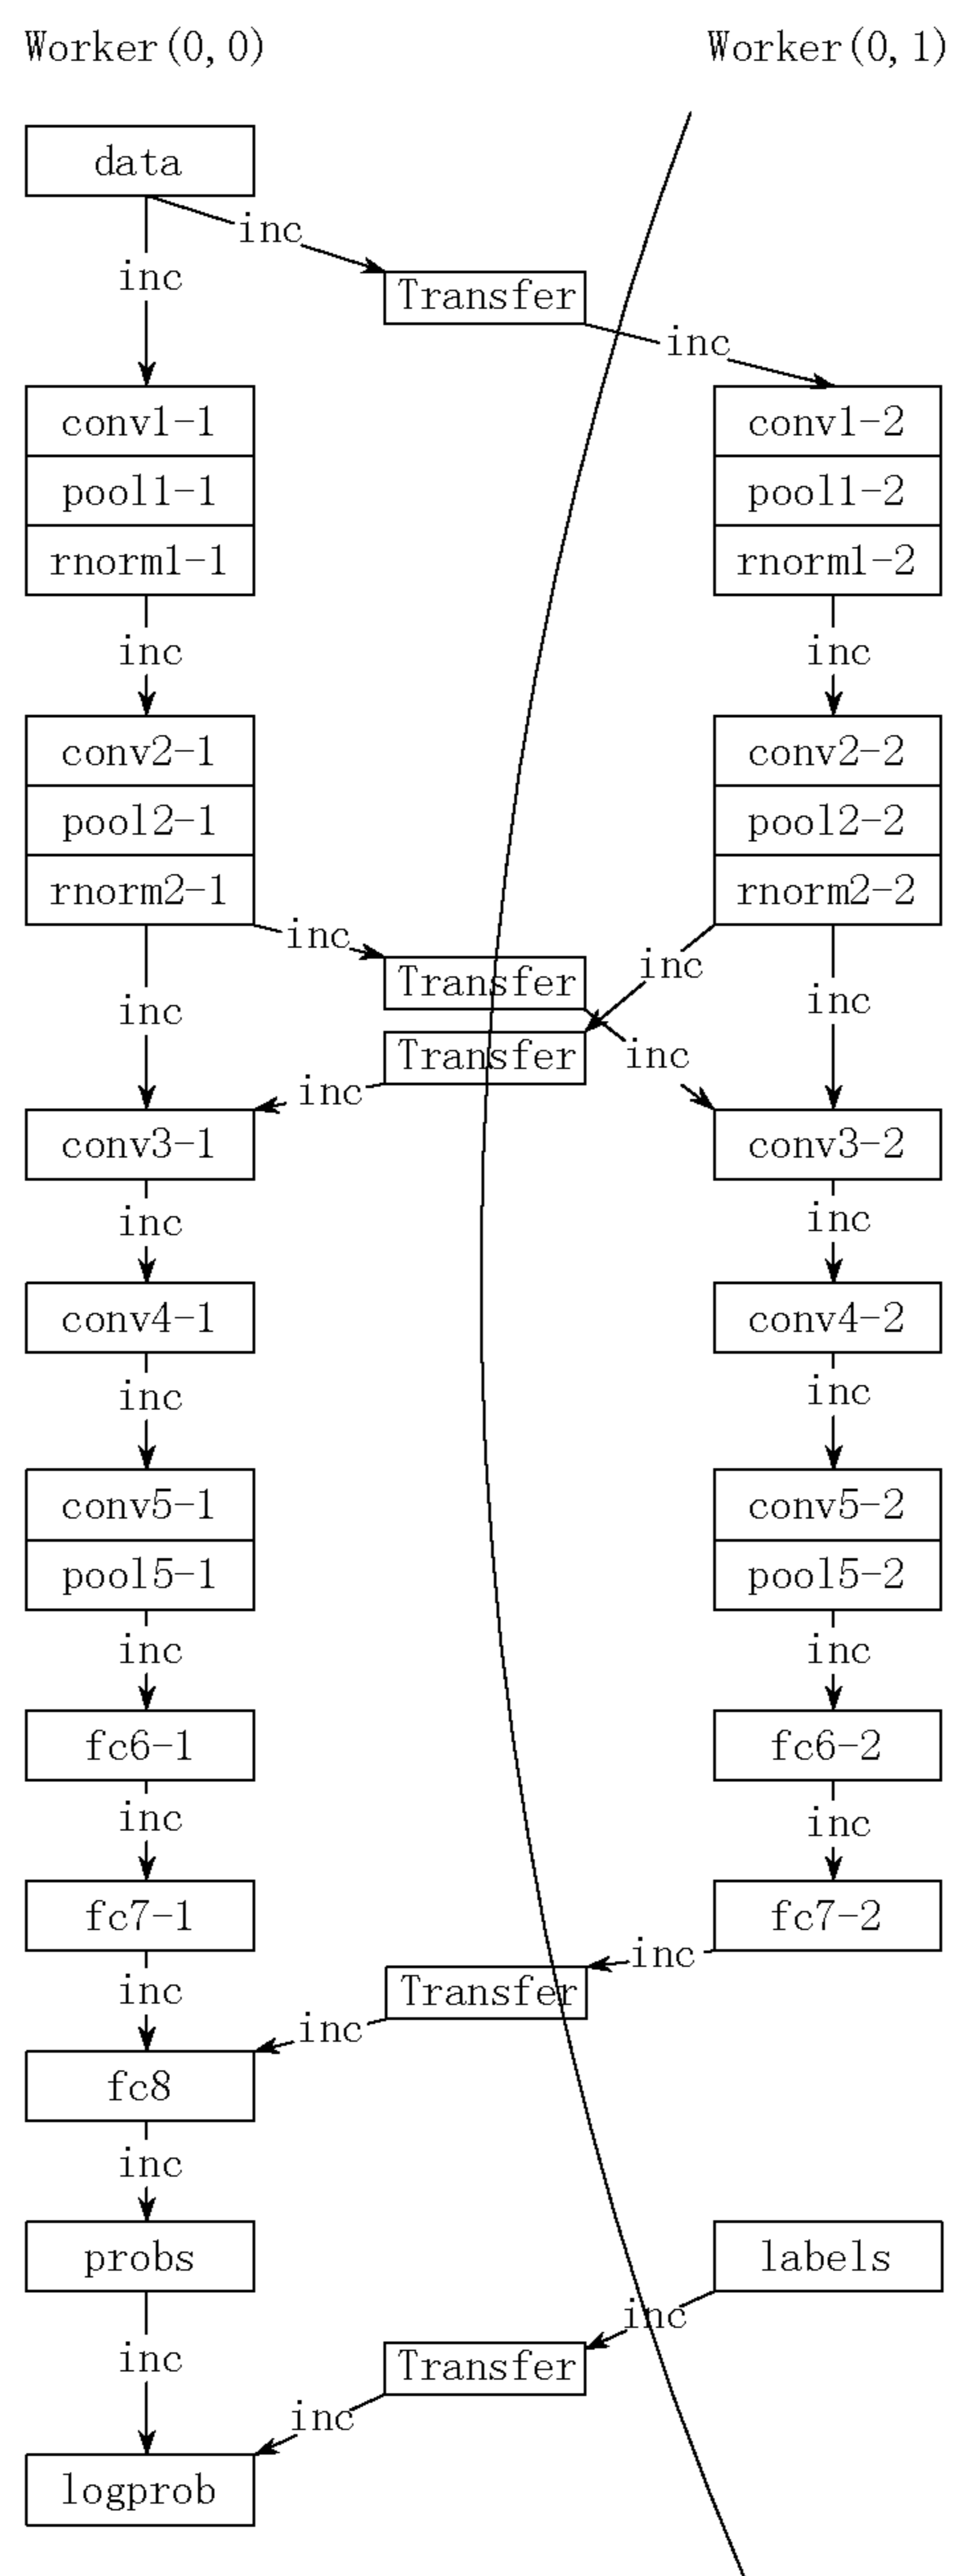 Worker(0,0) Worker(0,1)
data
inc
inc
Transfer
inc
conv1-1 conv1-2
pool1-1 pool1-2
rnorm1-1 rnorm1-2
inc inc
conv2-1 conv2-2
pool2-1 pool2-2
rnorm2-1 rnorm2-2
inc
inc
Transfer
inc inc
Transfer inc
inc
conv3-1 conv3-2
inc inc
conv4-1 conv4-2
inc inc
conv5-1 conv5-2
pool5-1 pool5-2
inc inc
fc6-1 fc6-2
inc inc
fc7-1 fc7-2
inc
inc Transfer
inc
fc8
inc
probs labels
inc
inc Transfer
inc
logprob